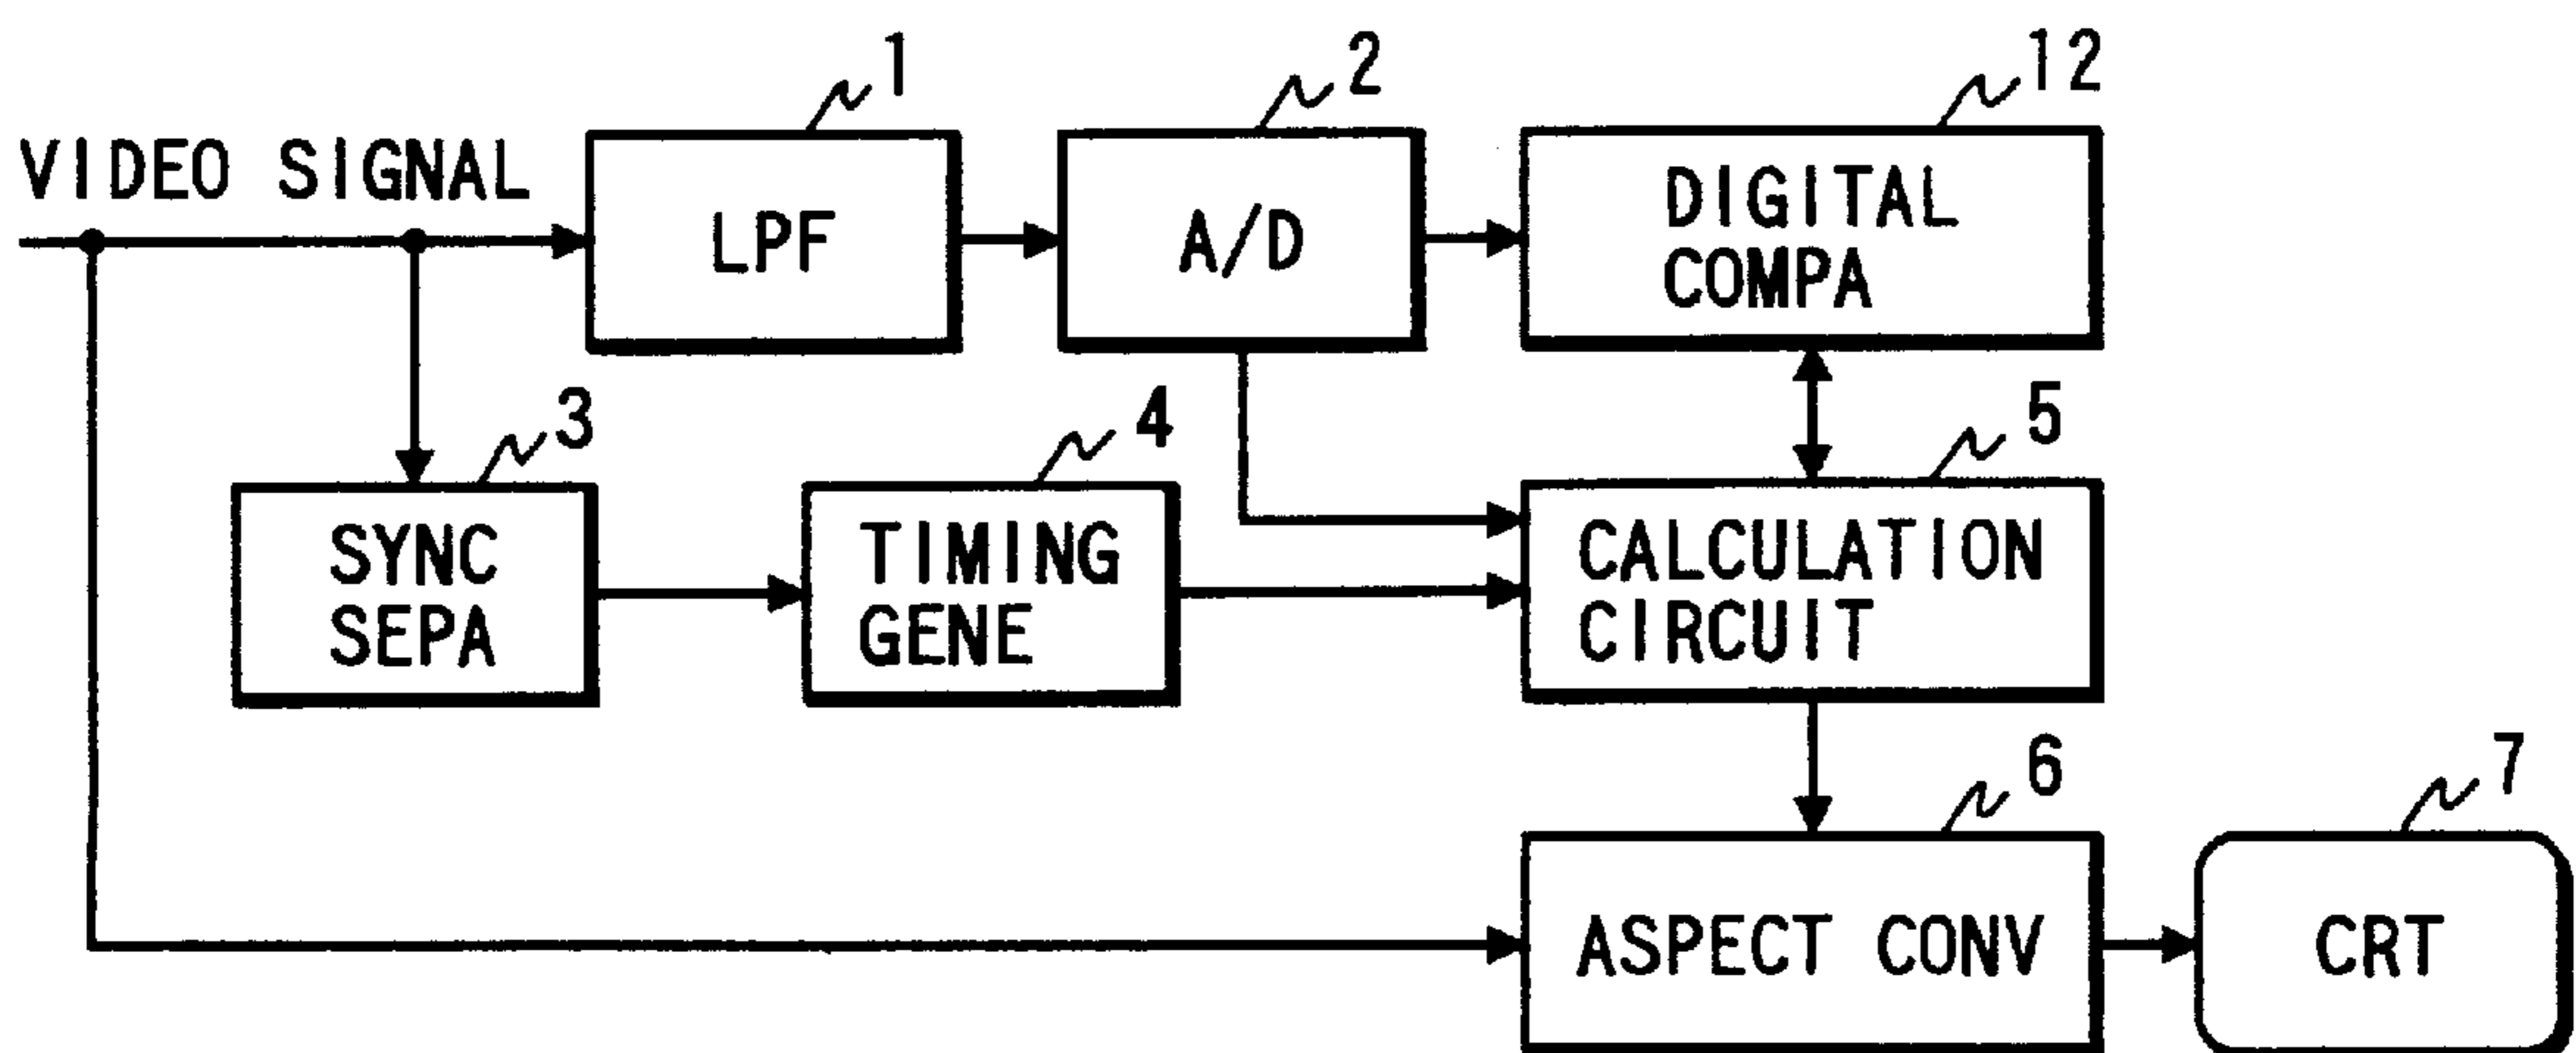 1
2
12
VIDEO SIGNAL
LPF
A/D
DIGITAL
COMPA
3
4
5
SYNC
SEPA
TIMING
GENE
CALCULATION
CIRCUIT
6
7
ASPECT CONV
CRT